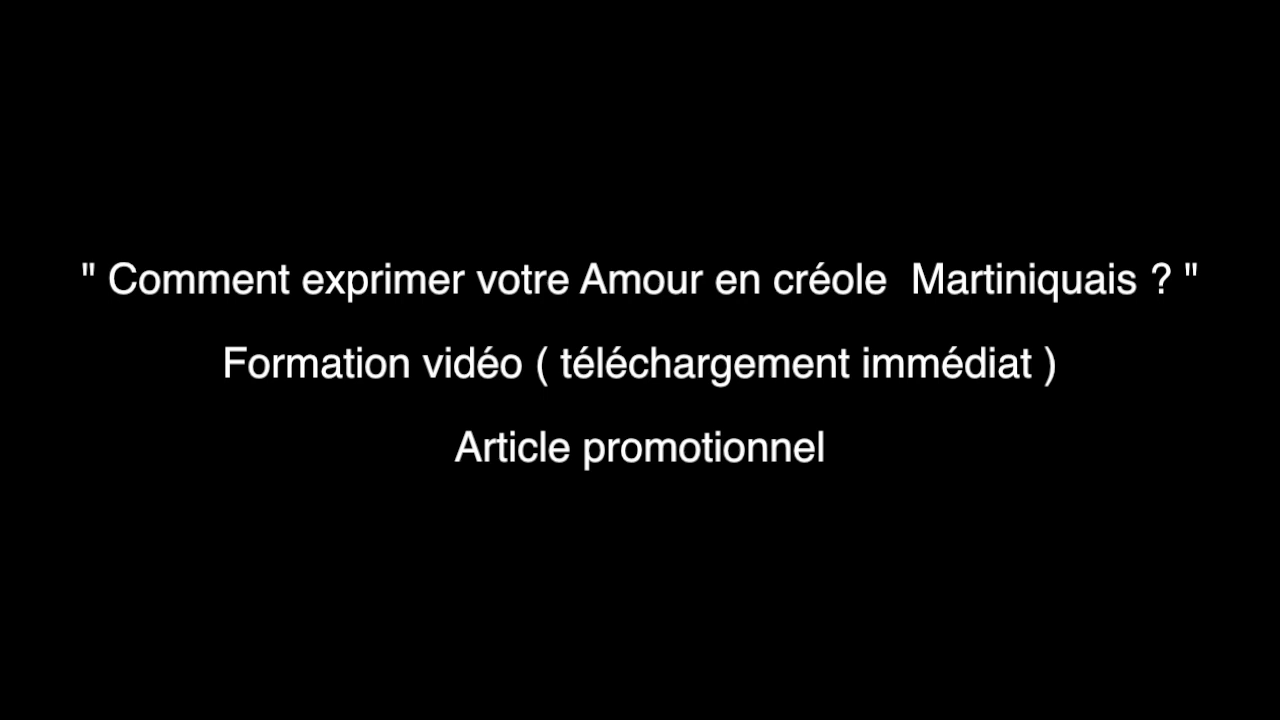 " Comment exprimer votre Amour en créole  Martiniquais ? "
Formation vidéo ( téléchargement immédiat )
Article promotionnel